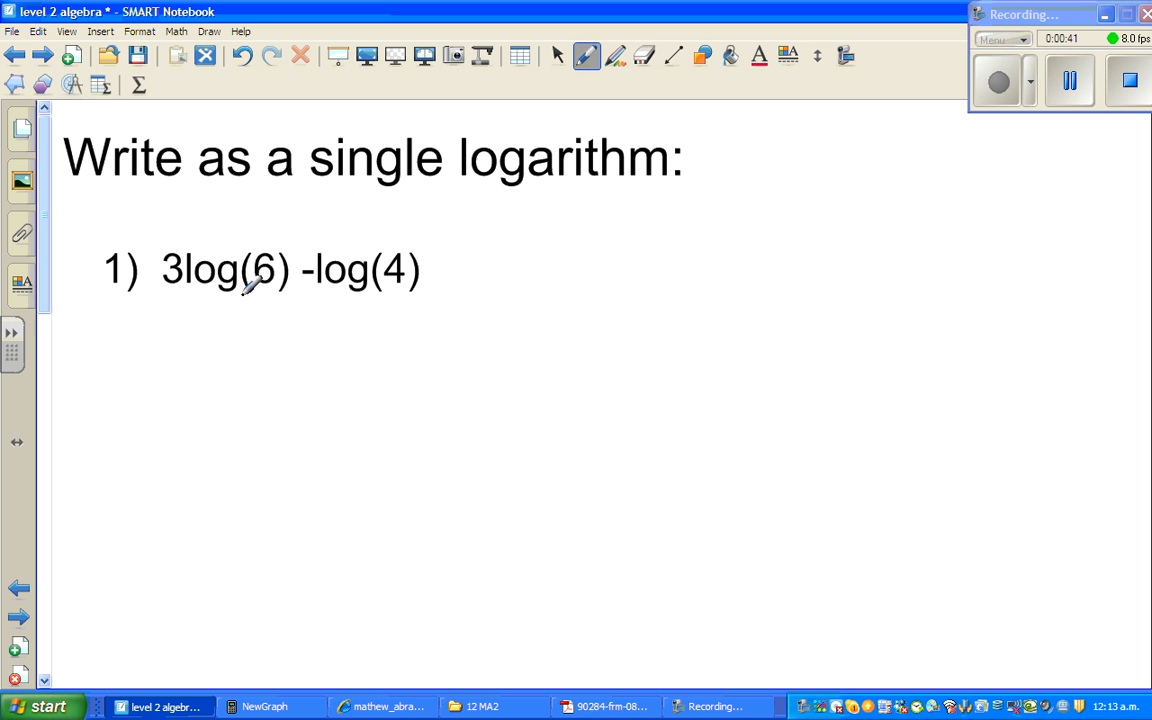 level 2 algebra * - SMART Notebook
Recording...
File Edit View Insert Format Math Draw Help
Menu
0:00:41
8.0 fps
Write as a single logarithm:
1) 3log(6) -log(4)
start
level 2 algebr...
NewGraph
mathew_abra...
12 MA2
90284-frm-08...
Recording...
12:13 a.m.